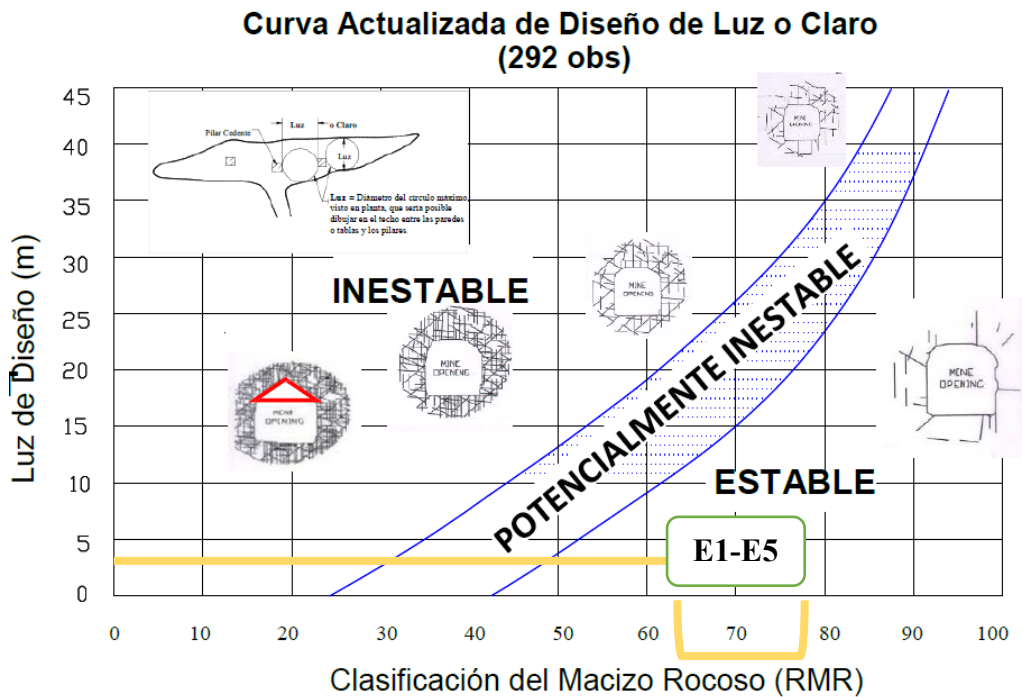 Curva Actualizada de Diseño de Luz o Claro
(292 obs)
Luz de Diseño (m)
45
40
35
30
25
20
15
10
5
0
Luz o Claro
Pilar Cedente
Luz
Luz = Diámetro del círculo máximo,
visto en planta, que sería posible
dibujar en el techo entre las paredes
o tablas y los pilares.
MINE
OPENING
INESTABLE
MINE
OPENING
MINE
OPENING
MINE
OPENING
MINE
OPENING
POTENCIALMENTE INESTABLE
ESTABLE
E1-E5
0 10 20 30 40 50 60 70 80 90 100
Clasificación del Macizo Rocoso (RMR)